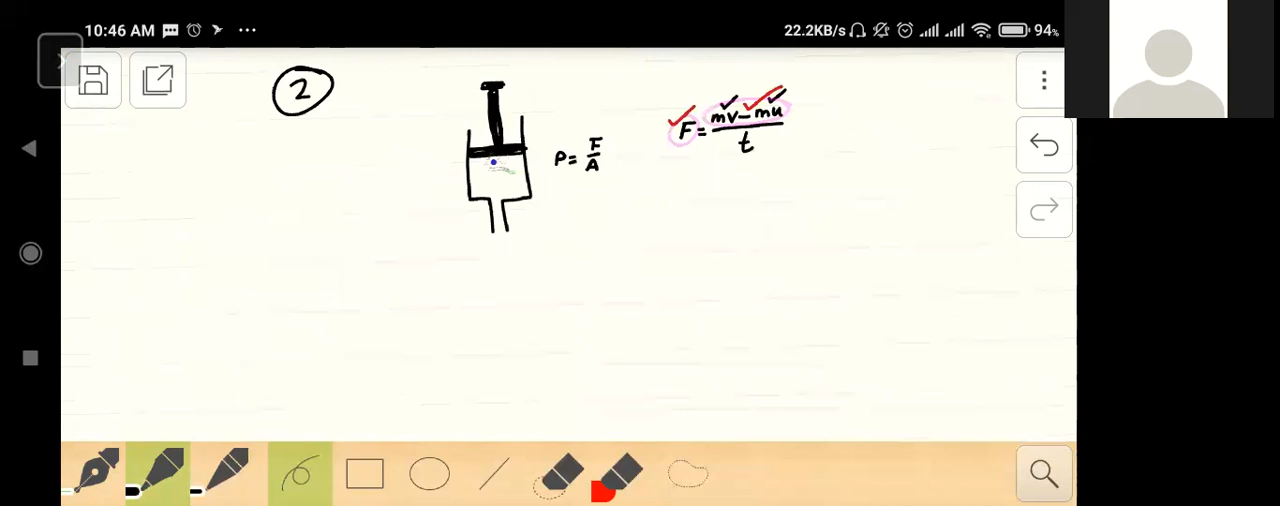 10:46 AM ...
22.2KB/s 94%
2
P = F/A
F = mv - mu / t